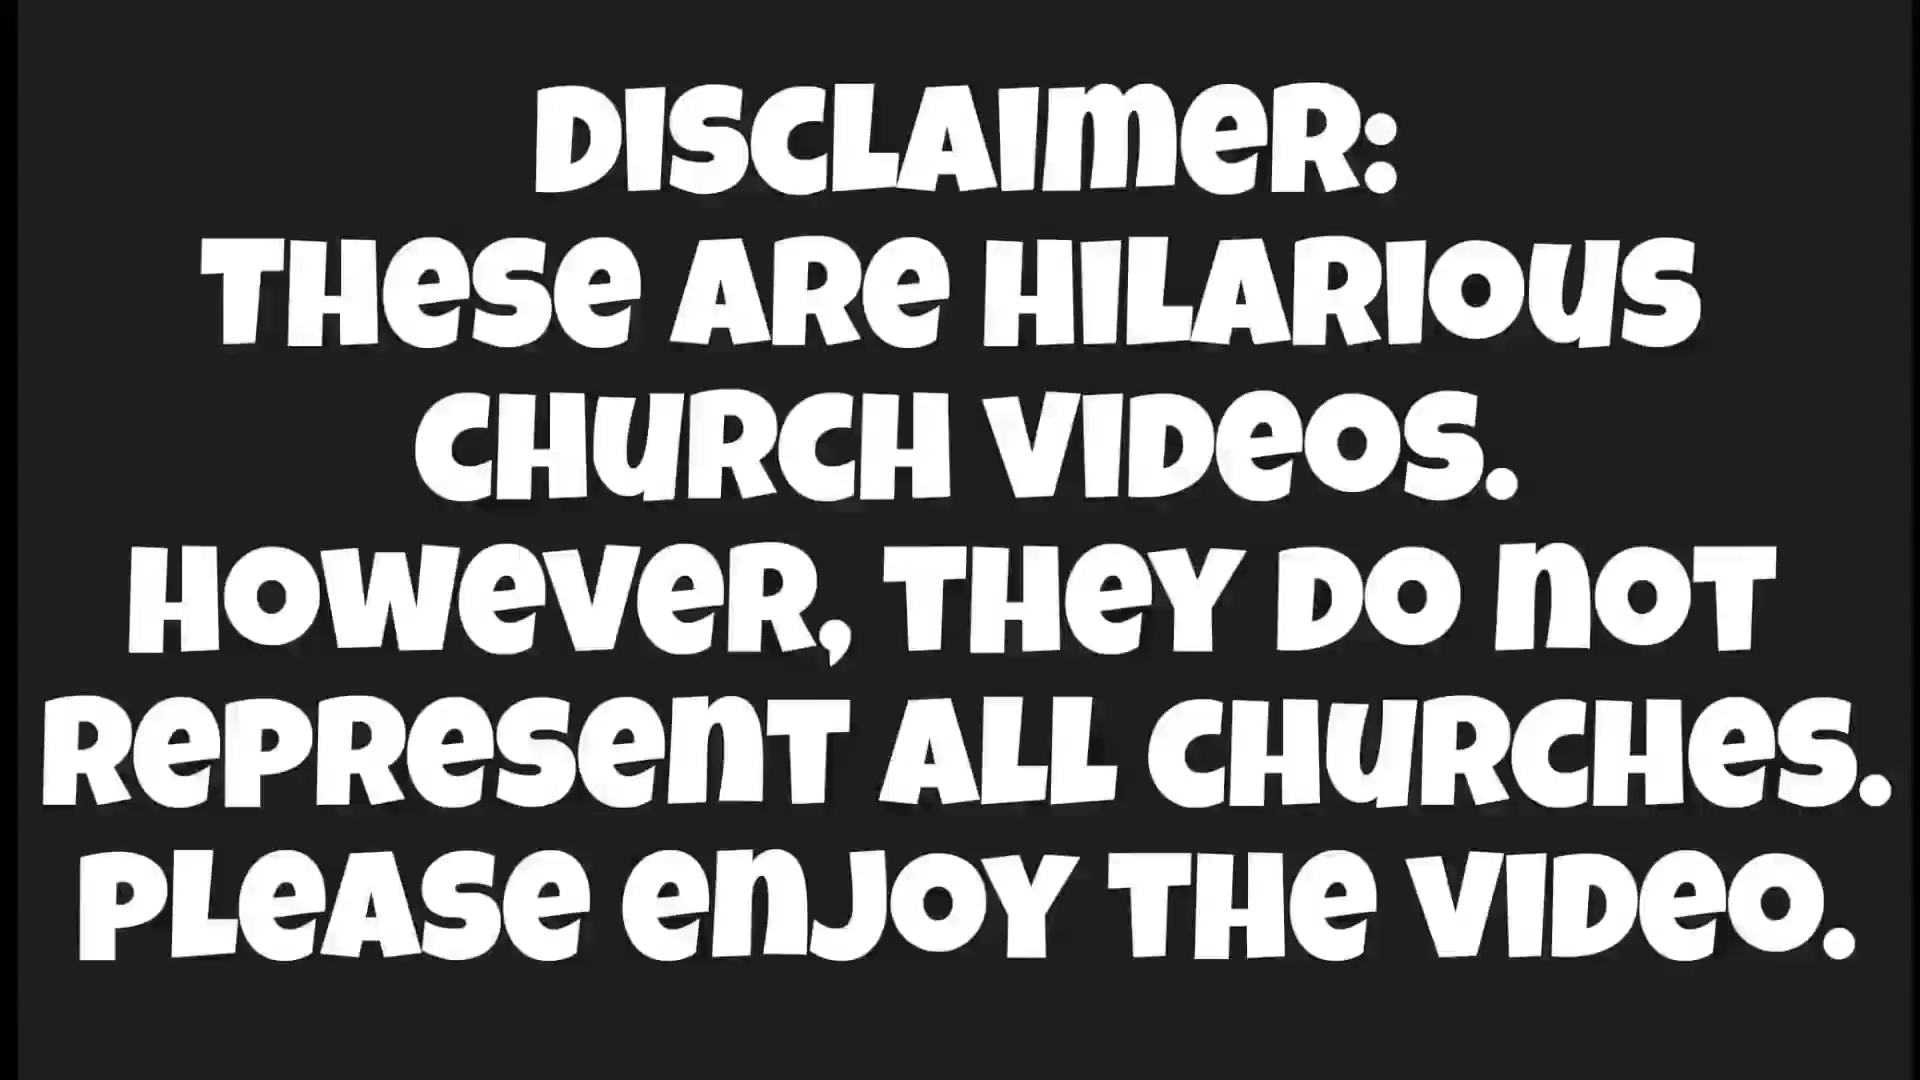 DISCLAIMER:
THESE ARE HILARIOUS
CHURCH VIDEOS.
HOWEVER, THEY DO NOT
REPRESENT ALL CHURCHES.
PLEASE ENJOY THE VIDEO.